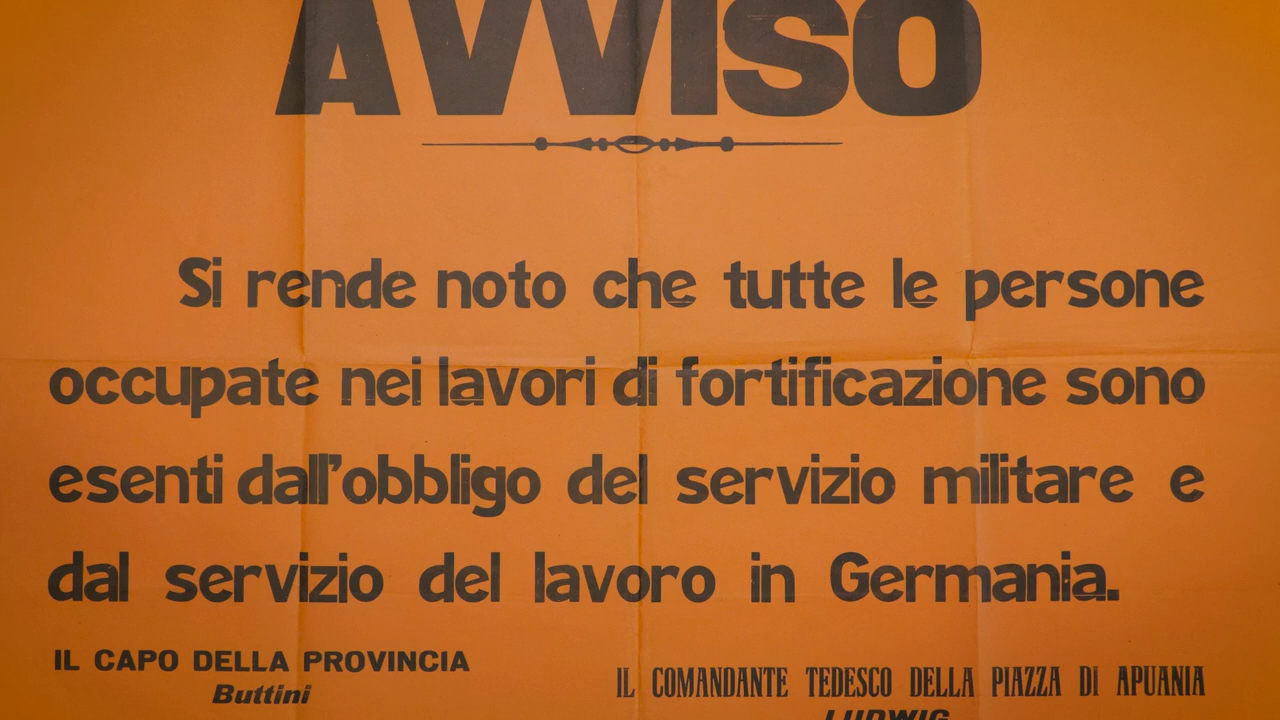 AVVISO
Si rende noto che tutte le persone
occupate nei lavori di fortificazione sono
esenti dall'obbligo del servizio militare e
dal servizio del lavoro in Germania.
IL CAPO DELLA PROVINCIA
Buttini
IL COMANDANTE TEDESCO DELLA PIAZZA DI APUANIA
LUDWIG